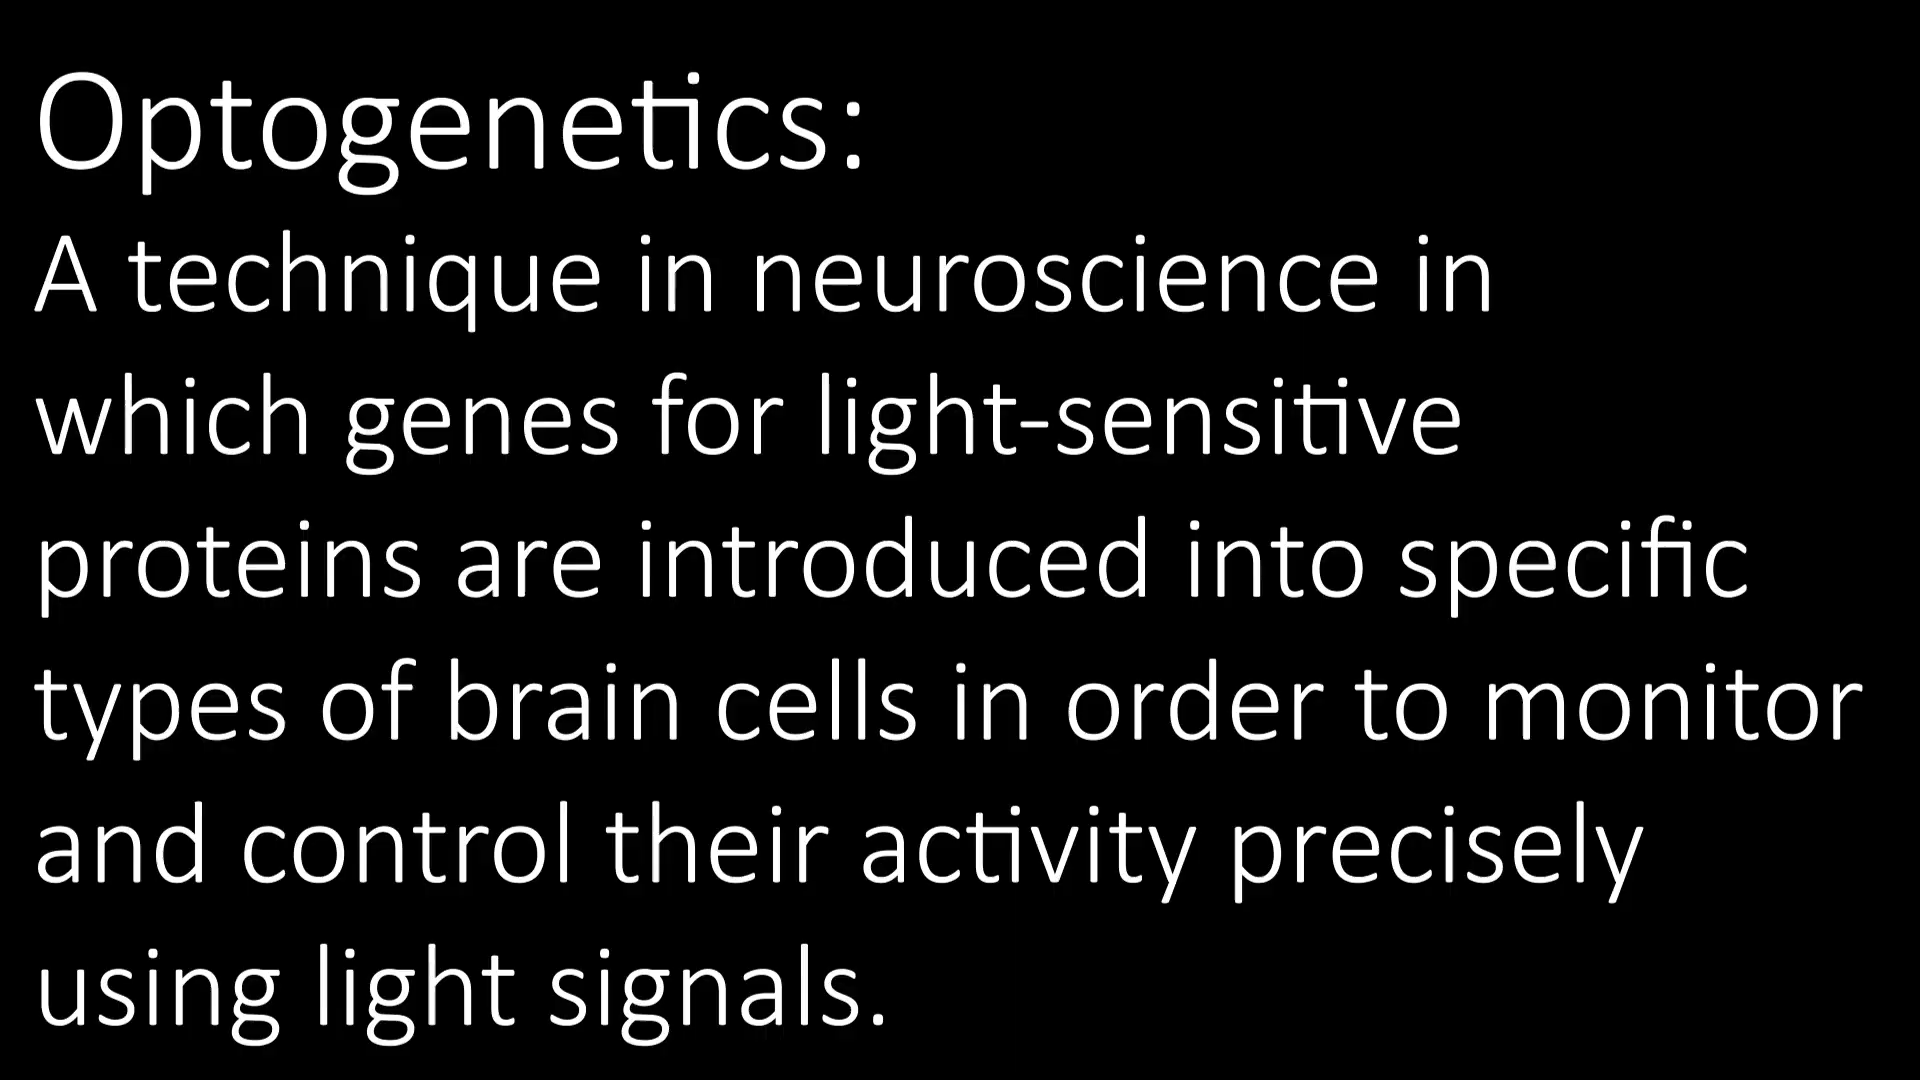 Optogenetics:
A technique in neuroscience in
which genes for light-sensitive
proteins are introduced into specific
types of brain cells in order to monitor
and control their activity precisely
using light signals.